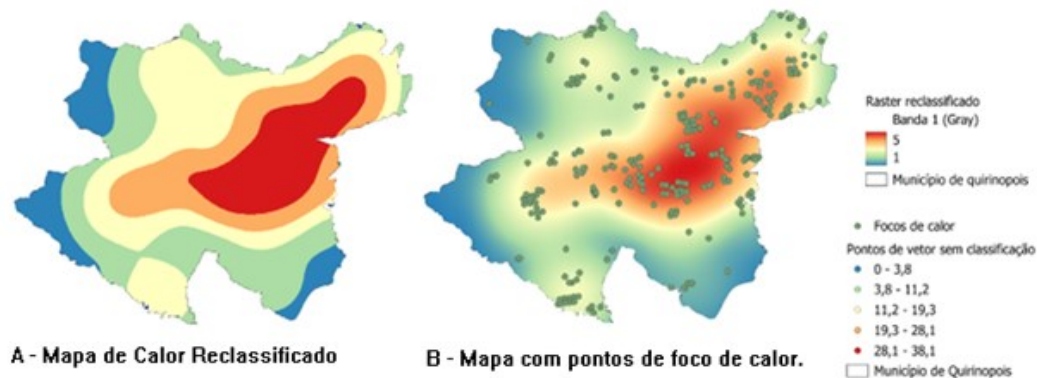 Raster reclassificado
Banda 1 (Gray)
5
1
Município de quirinopois
Focos de calor
Pontos de vetor sem classificação
0 - 3,8
3,8 - 11,2
11,2 - 19,3
19,3 - 28,1
28,1 - 38,1
Município de Quirinopois
A - Mapa de Calor Reclassificado
B - Mapa com pontos de foco de calor.